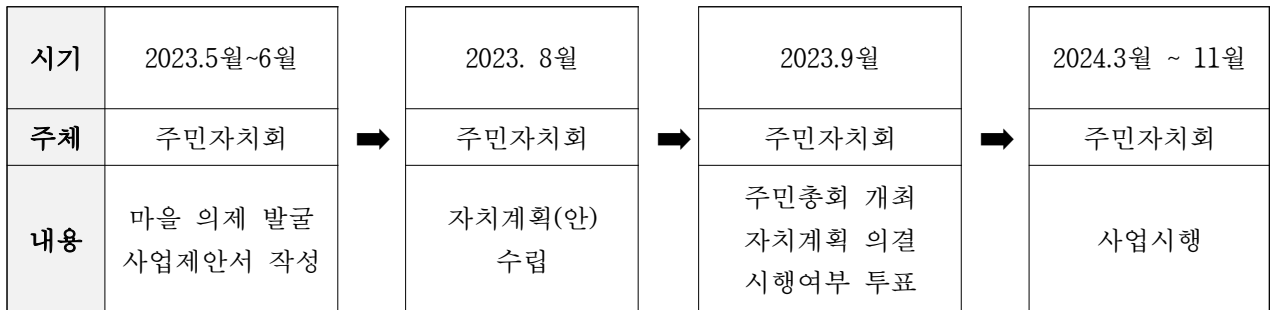 시기 2023.5월~6월 2023. 8월 2023.9월 2024.3월 ~ 11월
주체 주민자치회 ➡ 주민자치회 ➡ 주민자치회 ➡ 주민자치회
내용 마을 의제 발굴 사업제안서 작성 자치계획(안) 수립 주민총회 개최 자치계획 의결 시행여부 투표 사업시행